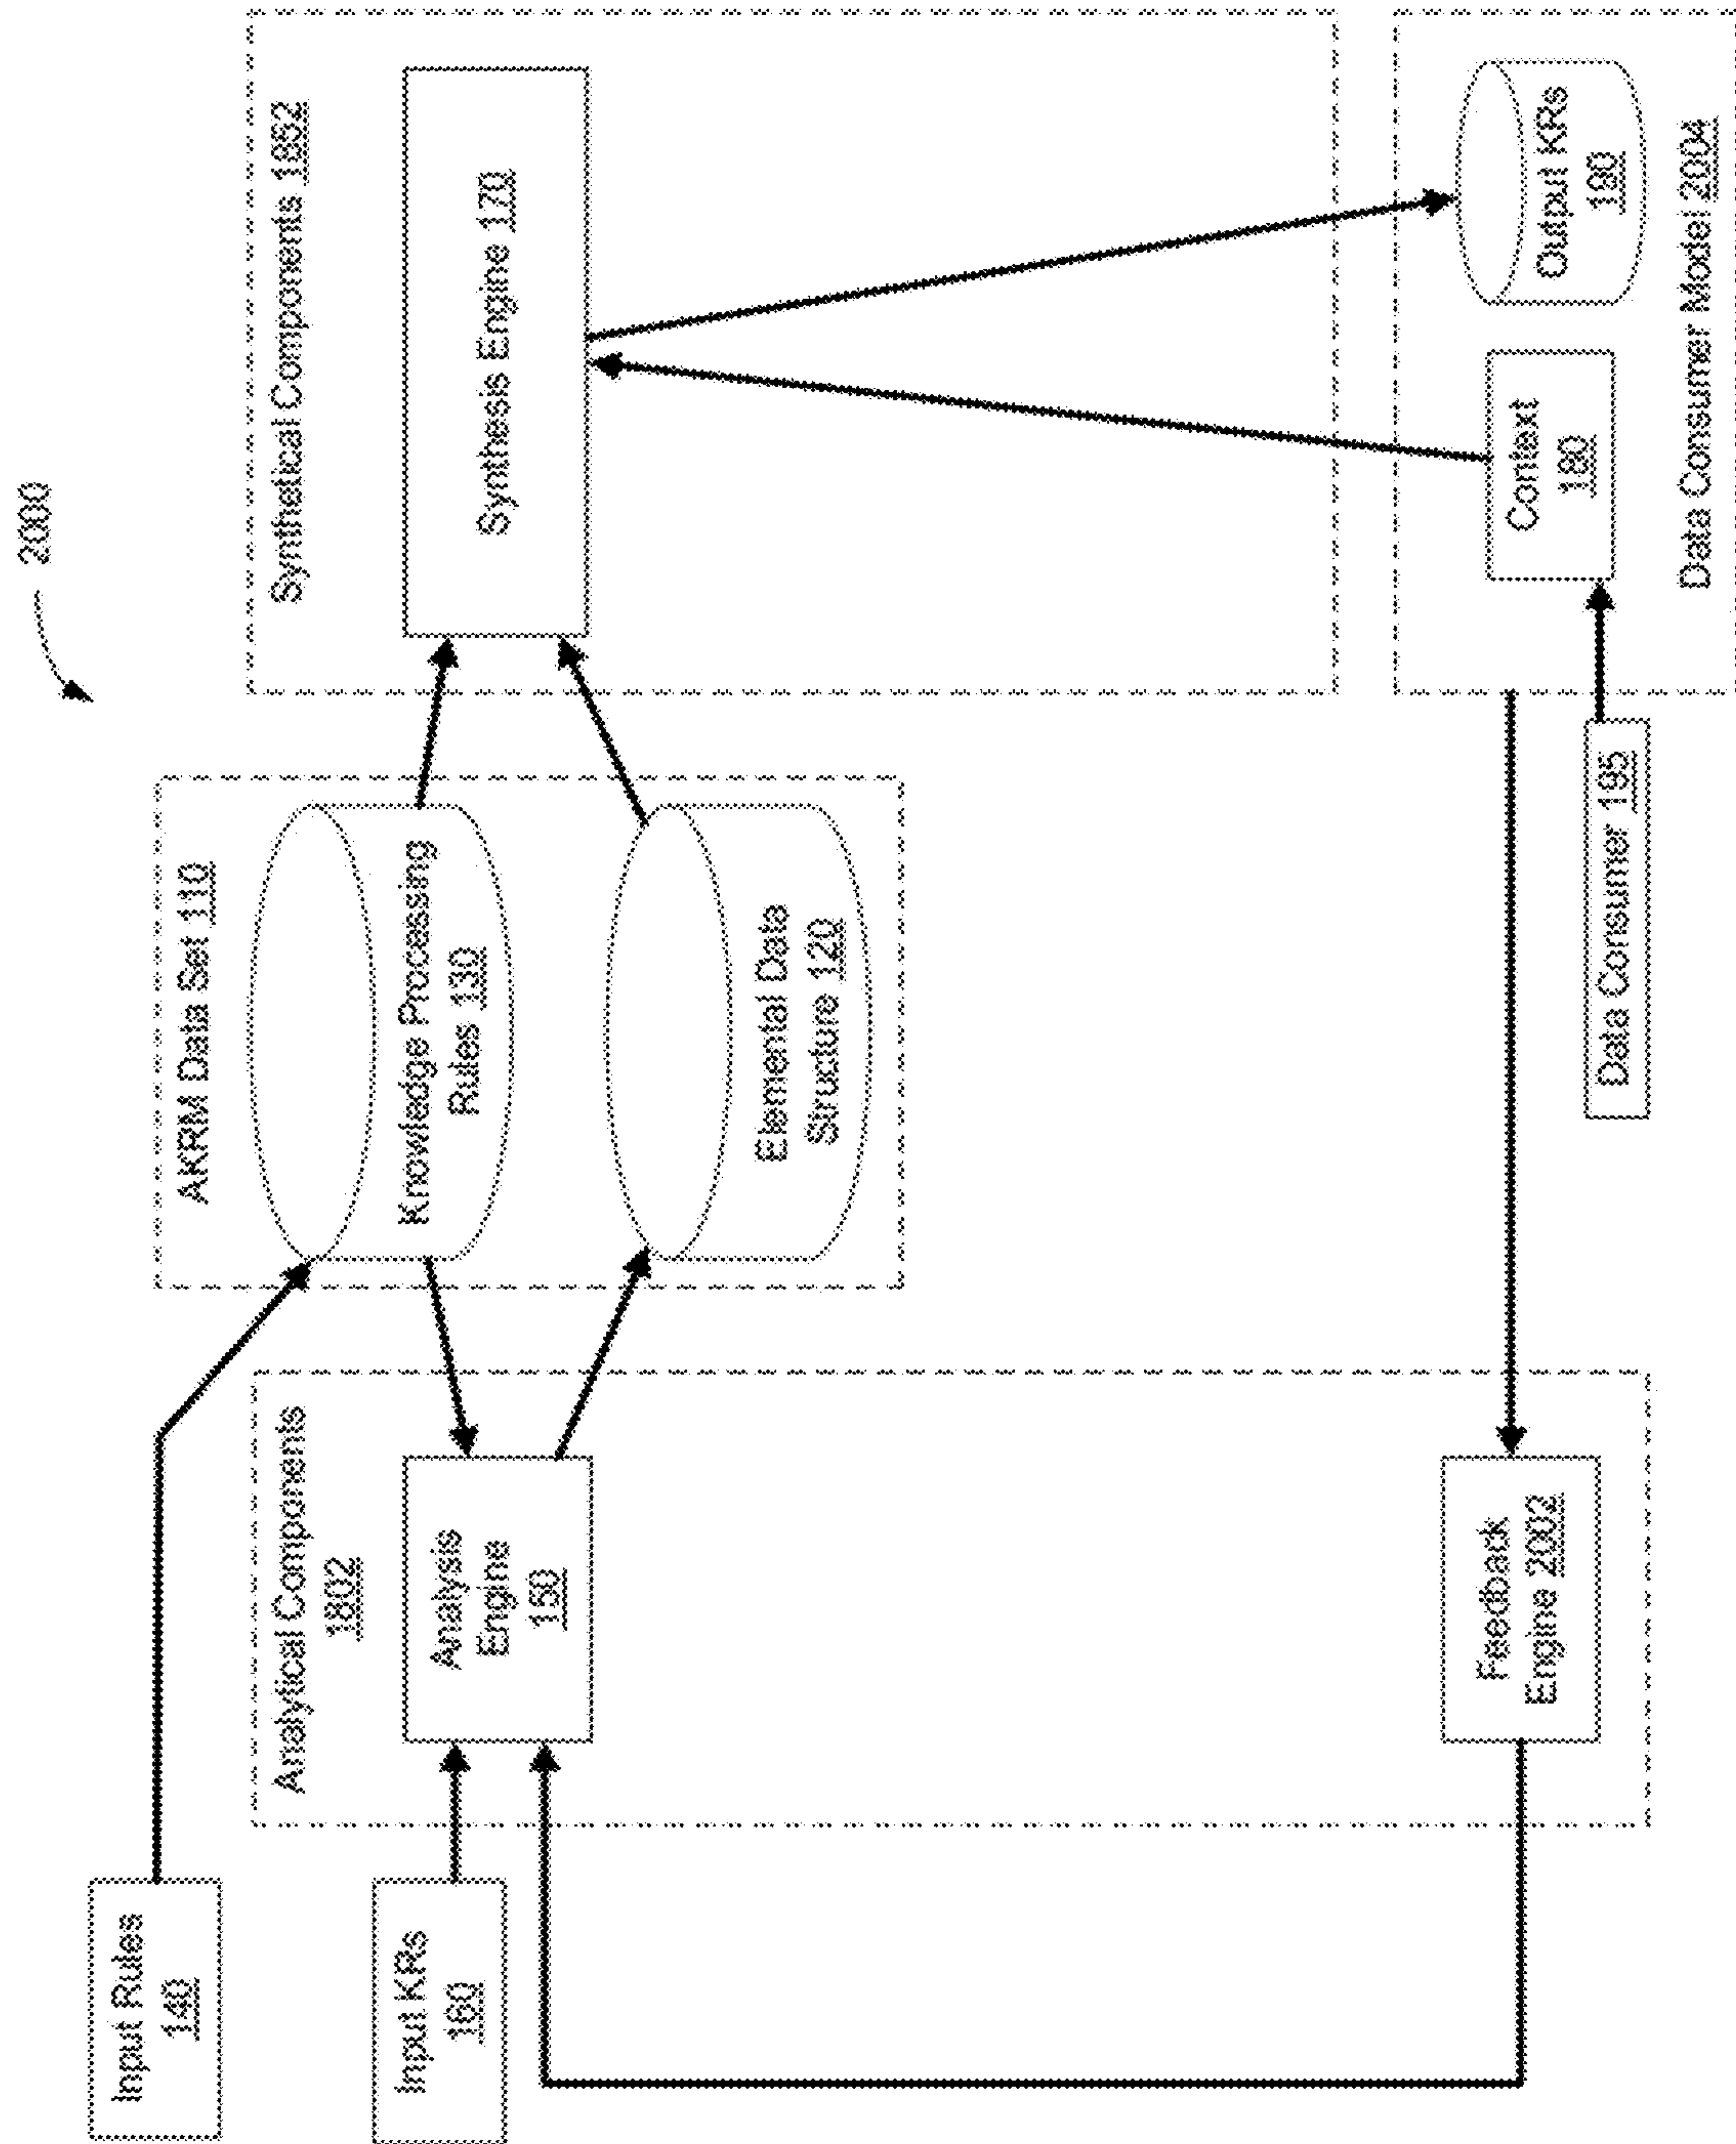 2000
Input Rules
140
Input KRs
160
Analytical Components
1802
Analysis
Engine
150
Feedback
Engine 2002
AKRM Data Set 110
Knowledge Processing
Rules 130
Elemental Data
Structure 120
Synthetical Components 1852
Synthesis Engine 170
Data Consumer 195
Context
180
Output KRs
190
Data Consumer Model 2004